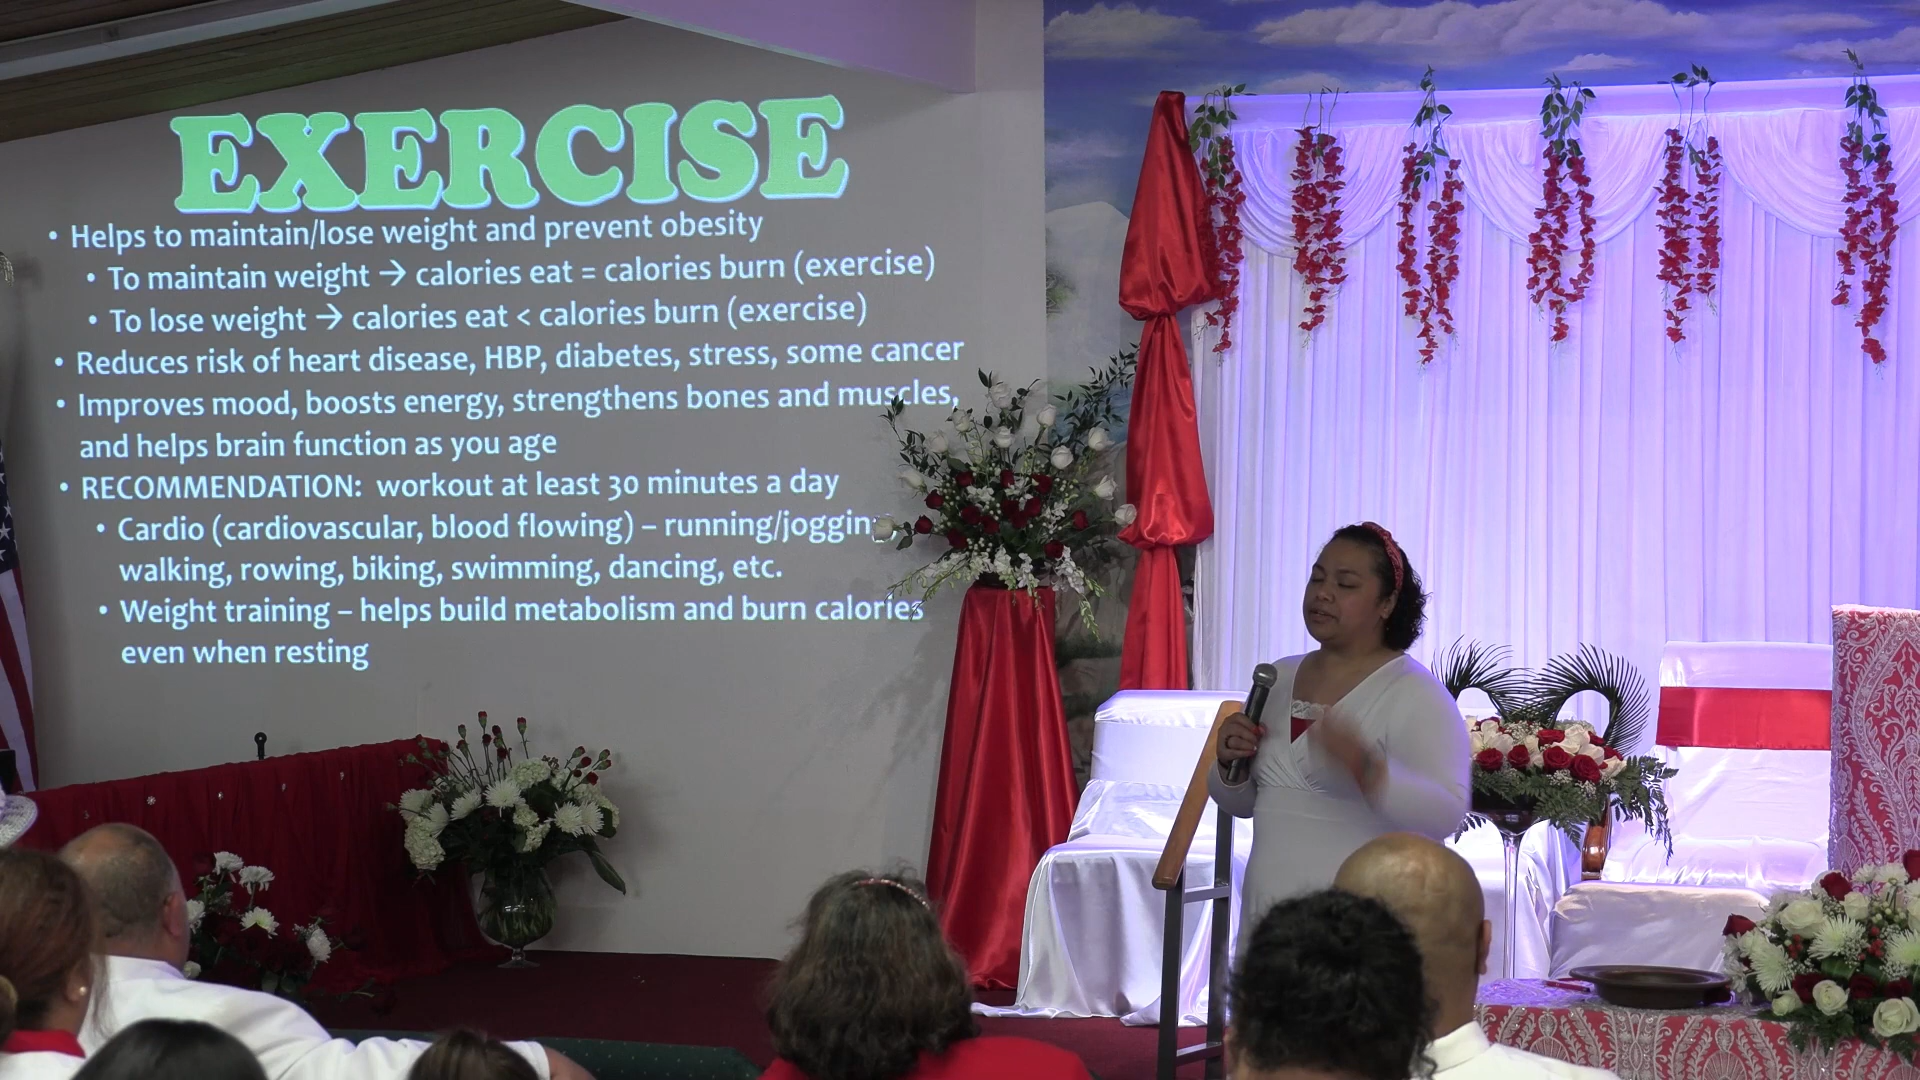 EXERCISE
• Helps to maintain/lose weight and prevent obesity
• To maintain weight → calories eat = calories burn (exercise)
• To lose weight → calories eat < calories burn (exercise)
• Reduces risk of heart disease, HBP, diabetes, stress, some cancer
• Improves mood, boosts energy, strengthens bones and muscles,
and helps brain function as you age
• RECOMMENDATION: workout at least 30 minutes a day
• Cardio (cardiovascular, blood flowing) – running/jogging,
walking, rowing, biking, swimming, dancing, etc.
• Weight training – helps build metabolism and burn calories
even when resting